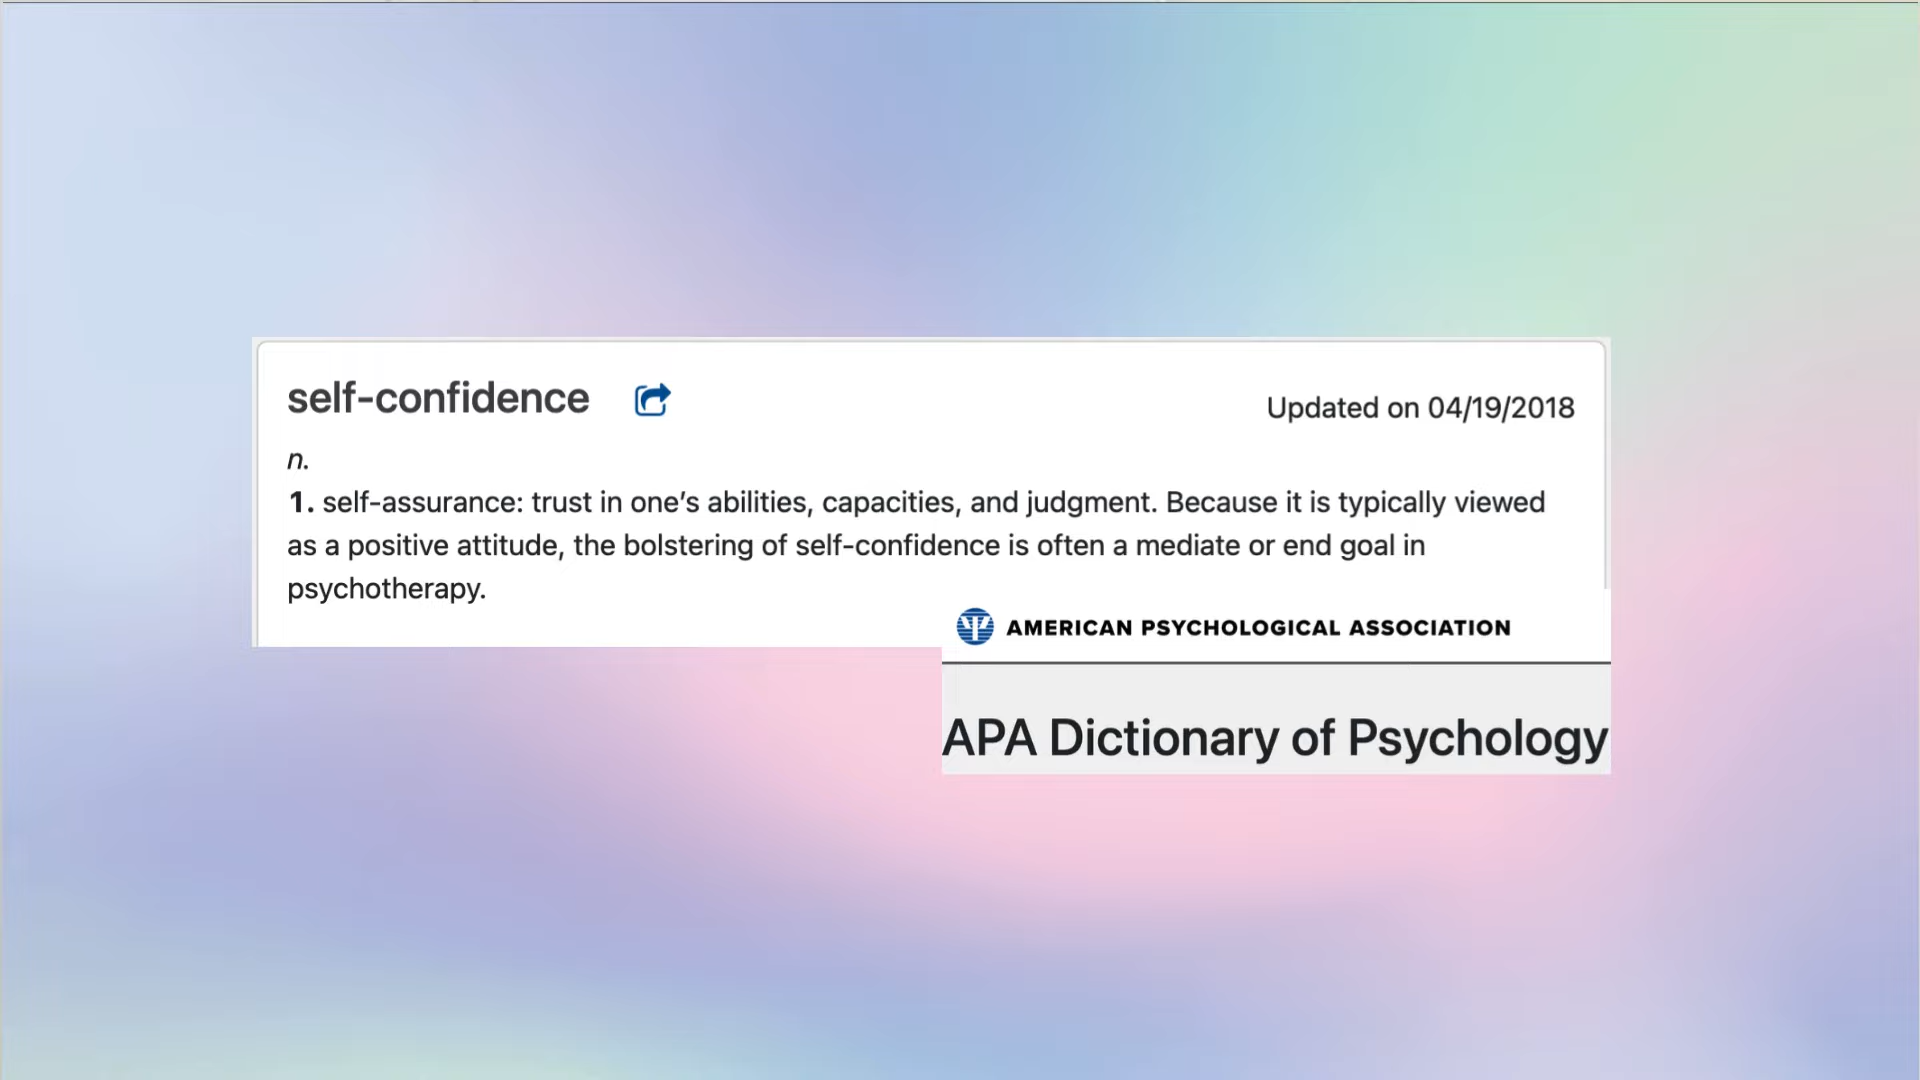 self-confidence
Updated on 04/19/2018
n.
1. self-assurance: trust in one’s abilities, capacities, and judgment. Because it is typically viewed
as a positive attitude, the bolstering of self-confidence is often a mediate or end goal in
psychotherapy.
AMERICAN PSYCHOLOGICAL ASSOCIATION
APA Dictionary of Psychology